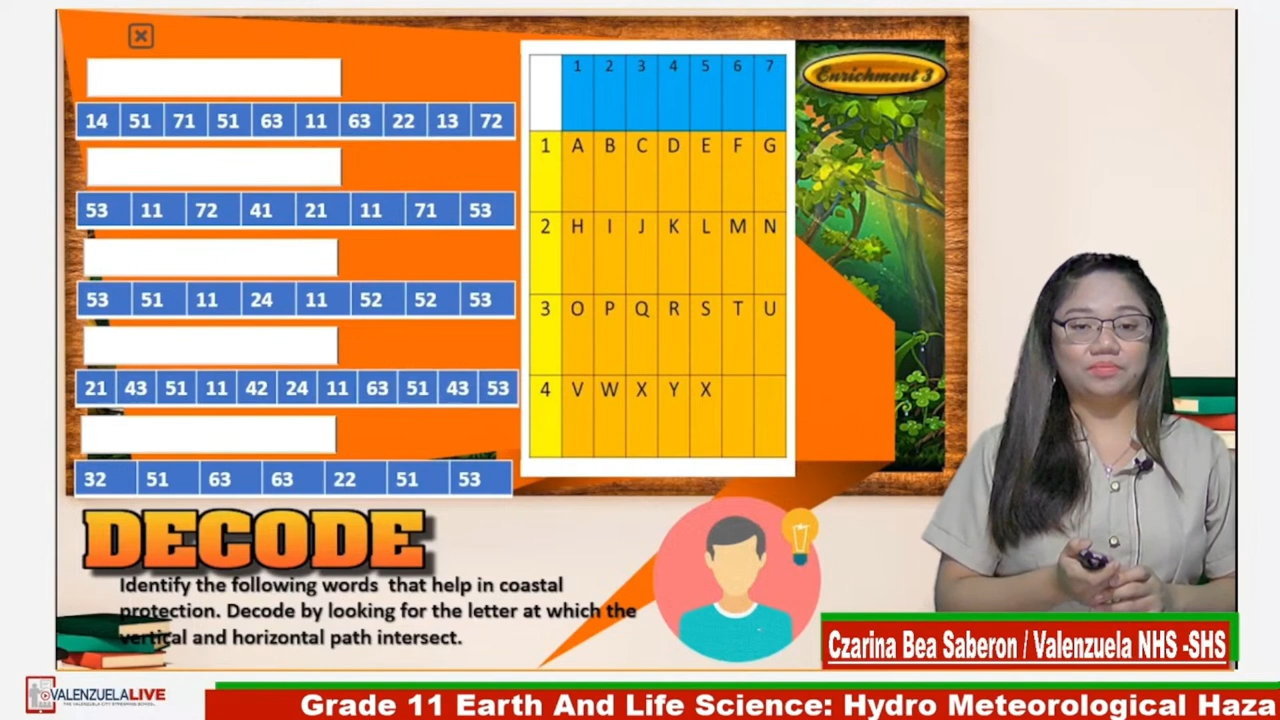 Enrichment 3
14 51 71 51 63 11 63 22 13 72
53 11 72 41 21 11 71 53
53 51 11 24 11 52 52 53
21 43 51 11 42 24 11 63 51 43 53
32 51 63 63 22 51 53
1 2 3 4 5 6 7
1 A B C D E F G
2 H I J K L M N
3 O P Q R S T U
4 V W X Y X
DECODE
Identify the following words that help in coastal
protection. Decode by looking for the letter at which the
vertical and horizontal path intersect.
Czarina Bea Saberon / Valenzuela NHS -SHS
VALENZUELALIVE
THE VALENZUELA CITY STREAMING SCHOOL
Grade 11 Earth And Life Science: Hydro Meteorological Haza